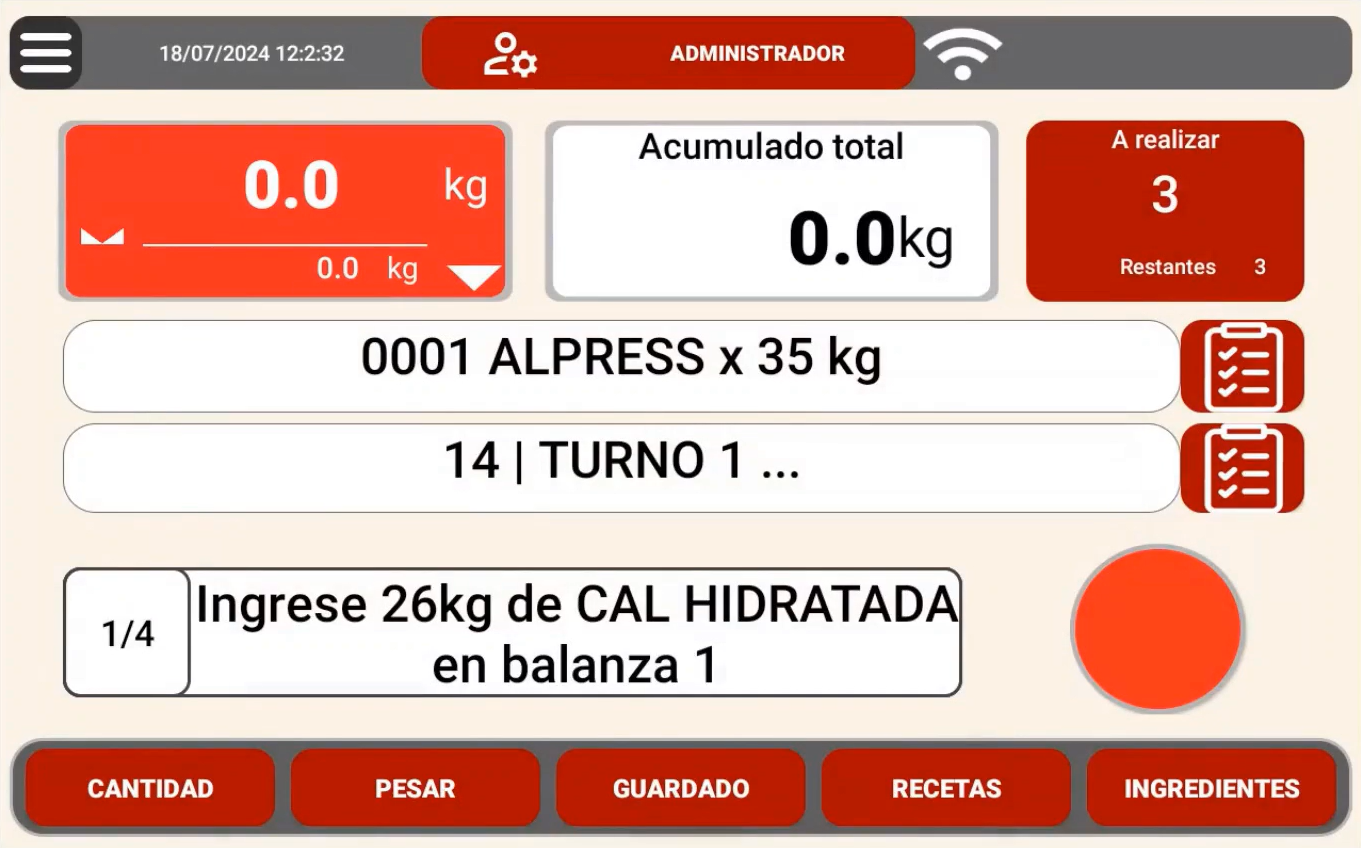 18/07/2024 12:2:32
ADMINISTRADOR
0.0 kg
0.0 kg
Acumulado total
0.0kg
A realizar
3
Restantes 3
0001 ALPRESS x 35 kg
14 | TURNO 1 ...
1/4
Ingrese 26kg de CAL HIDRATADA
en balanza 1
CANTIDAD
PESAR
GUARDADO
RECETAS
INGREDIENTES